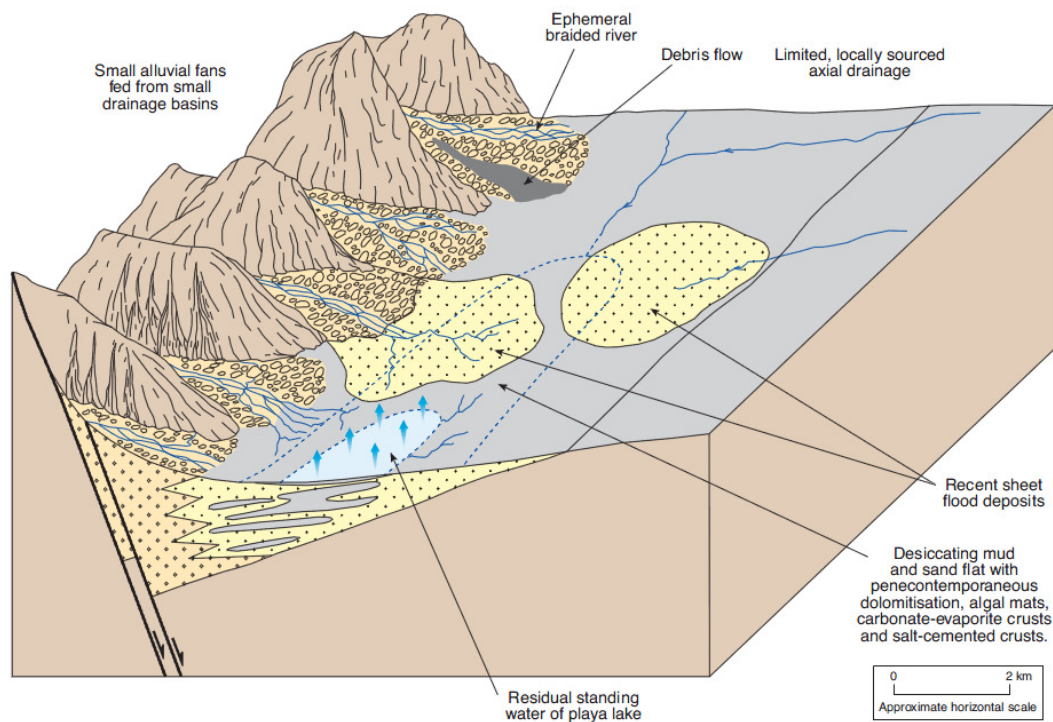 Ephemeral
braided river
Small alluvial fans
fed from small
drainage basins
Debris flow
Limited, locally sourced
axial drainage
Recent sheet
flood deposits
Desiccating mud
and sand flat with
penecontemporaneous
dolomitisation, algal mats,
carbonate-evaporite crusts
and salt-cemented crusts.
Residual standing
water of playa lake
0 2 km
Approximate horizontal scale